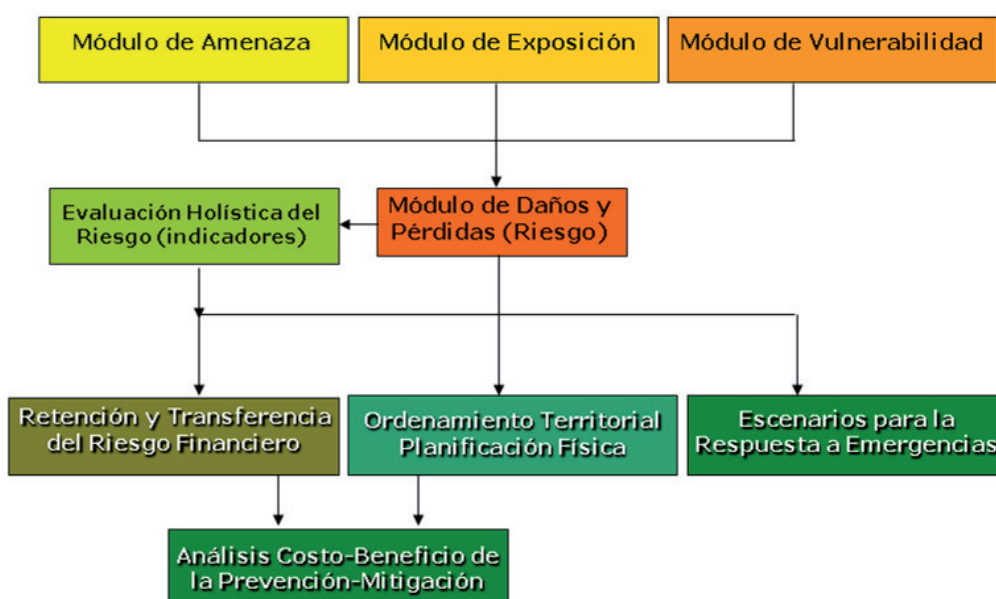 Módulo de Amenaza
Módulo de Exposición
Módulo de Vulnerabilidad
Evaluación Holística del
Riesgo (indicadores)
Módulo de Daños y
Pérdidas (Riesgo)
Retención y Transferencia
del Riesgo Financiero
Ordenamiento Territorial
Planificación Física
Escenarios para la
Respuesta a Emergencias
Análisis Costo-Beneficio de
la Prevención-Mitigación